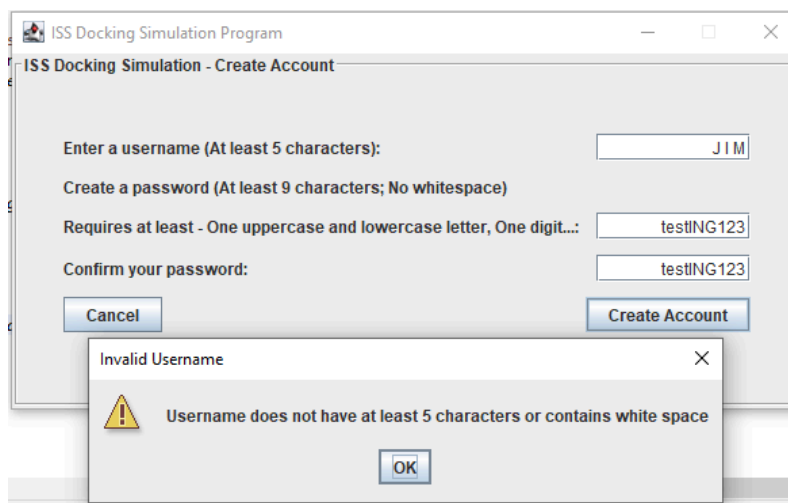 ISS Docking Simulation Program
ISS Docking Simulation - Create Account
Enter a username (At least 5 characters): J I M
Create a password (At least 9 characters; No whitespace)
Requires at least - One uppercase and lowercase letter, One digit...: testING123
Confirm your password: testING123
Cancel Create Account
Invalid Username
Username does not have at least 5 characters or contains white space
OK